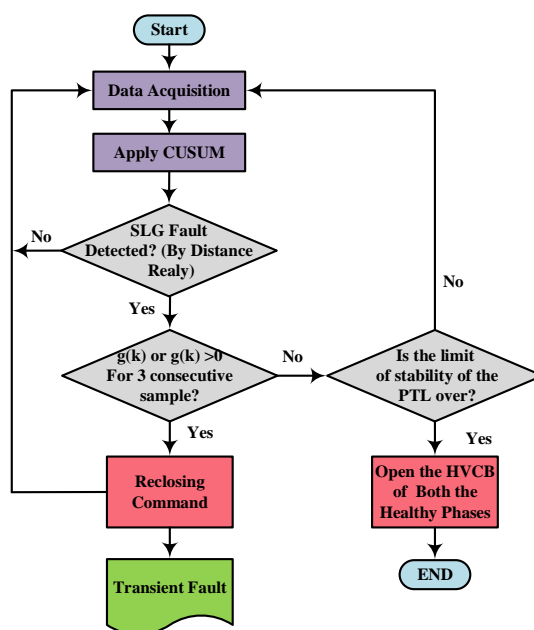 Start
Data Acquisition
Apply CUSUM
SLG Fault
Detected? (By Distance
Realy)
No
Yes
g(k) or g(k) >0
For 3 consecutive
sample?
No
Yes
Is the limit
of stability of the
PTL over?
No
Yes
Reclosing
Command
Open the HVCB
of Both the
Healthy Phases
Transient Fault
END